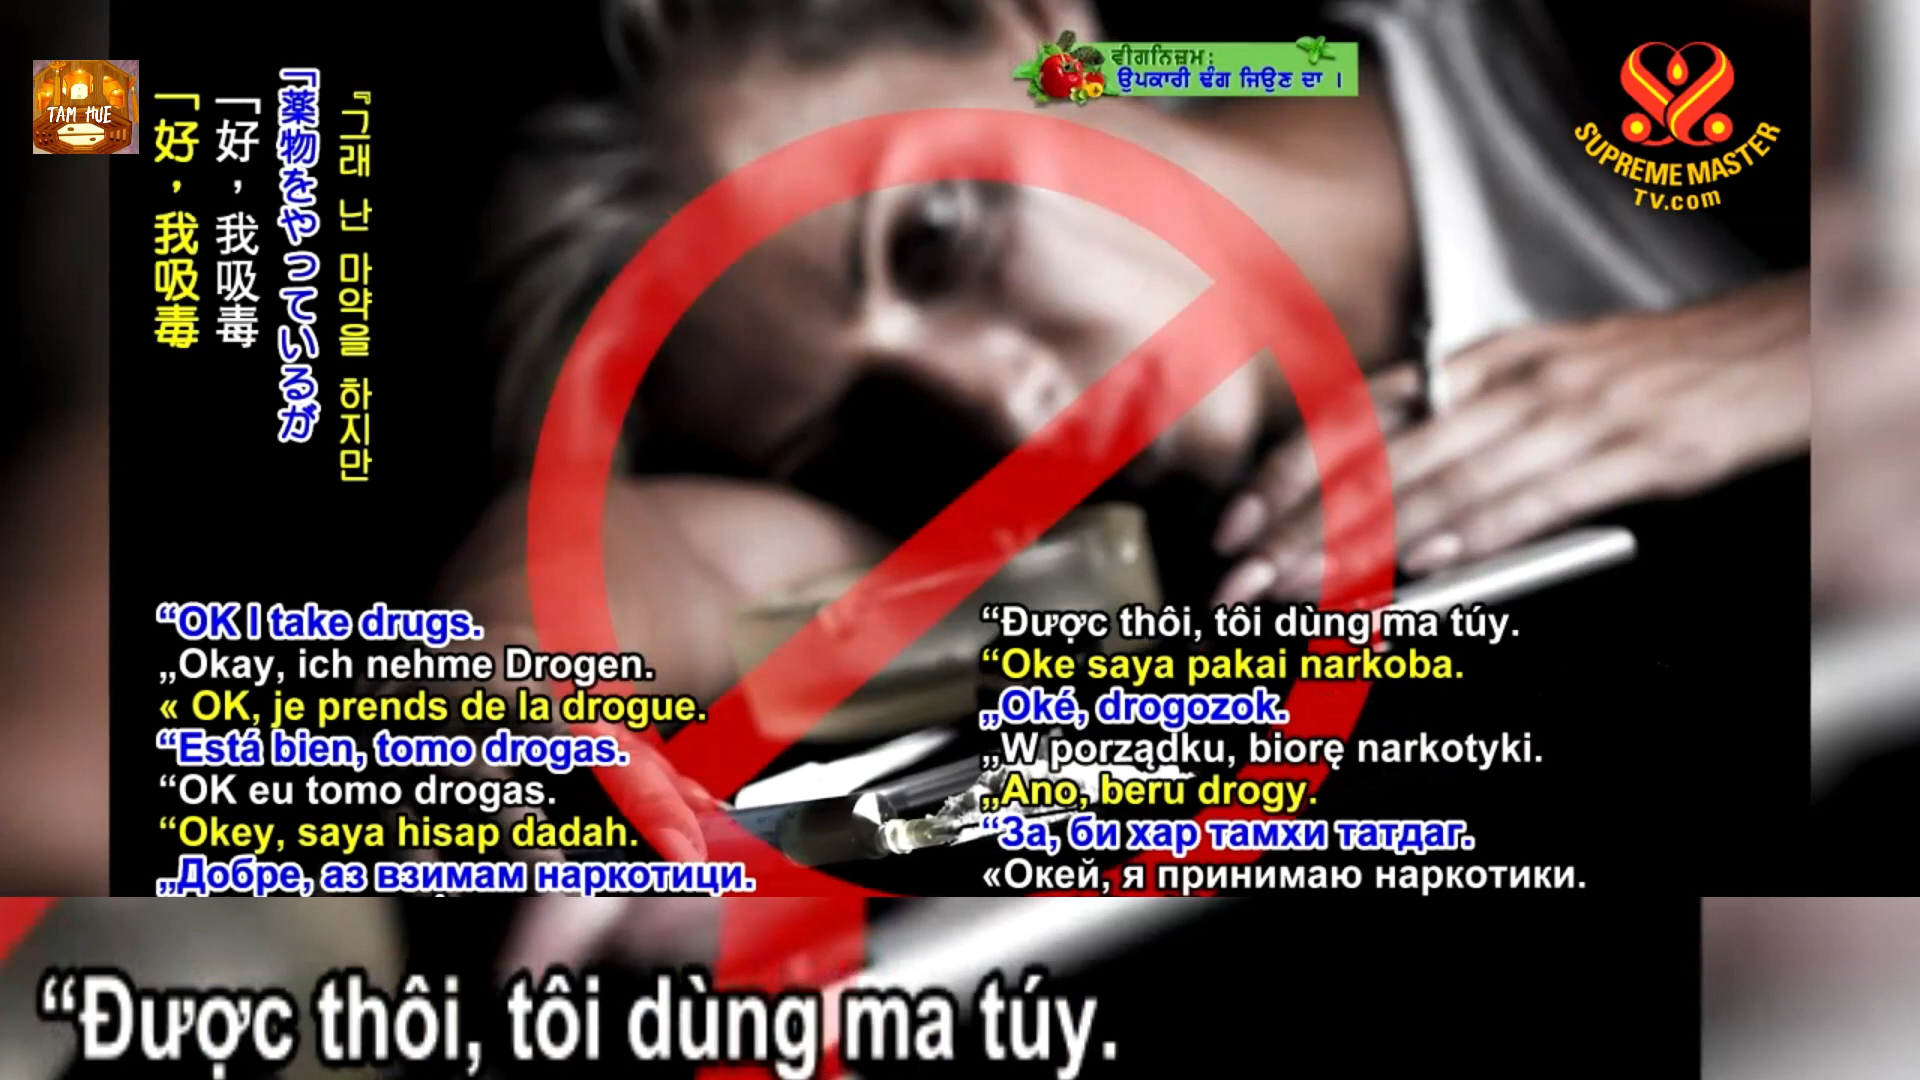 TAM HUE
「好，我吸毒
「好，我吸毒
「薬物をやっているが
『그래 난 마약을 하지만
ਵੀਗਨਿਜ਼ਮ:
ਉਪਕਾਰੀ ਢੰਗ ਜਿਉਣ ਦਾ ।
SUPREME MASTER
TV.com
“OK I take drugs.
„Okay, ich nehme Drogen.
« OK, je prends de la drogue.
“Está bien, tomo drogas.
“OK eu tomo drogas.
“Okey, saya hisap dadah.
„Добре, аз взимам наркотици.
“Được thôi, tôi dùng ma túy.
“Oke saya pakai narkoba.
„Oké, drogozok.
„W porządku, biorę narkotyki.
„Ano, beru drogy.
“За, би хар тамхи татдаг.
«Окей, я принимаю наркотики.
“Được thôi, tôi dùng ma túy.